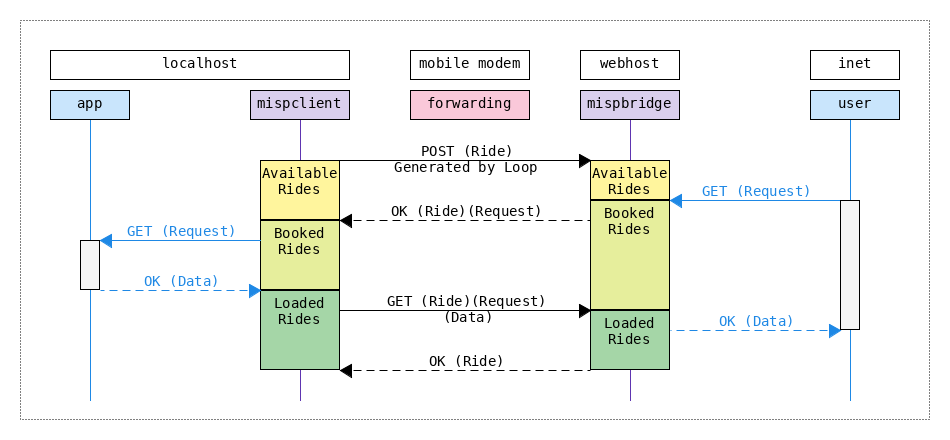 localhost
mobile modem
webhost
inet
app
mispclient
forwarding
mispbridge
user
POST (Ride)
Generated by Loop
Available
Rides
Available
Rides
GET (Request)
OK (Ride)(Request)
Booked
Rides
GET (Request)
Booked
Rides
OK (Data)
GET (Ride)(Request)
(Data)
Loaded
Rides
OK (Data)
Loaded
Rides
OK (Ride)